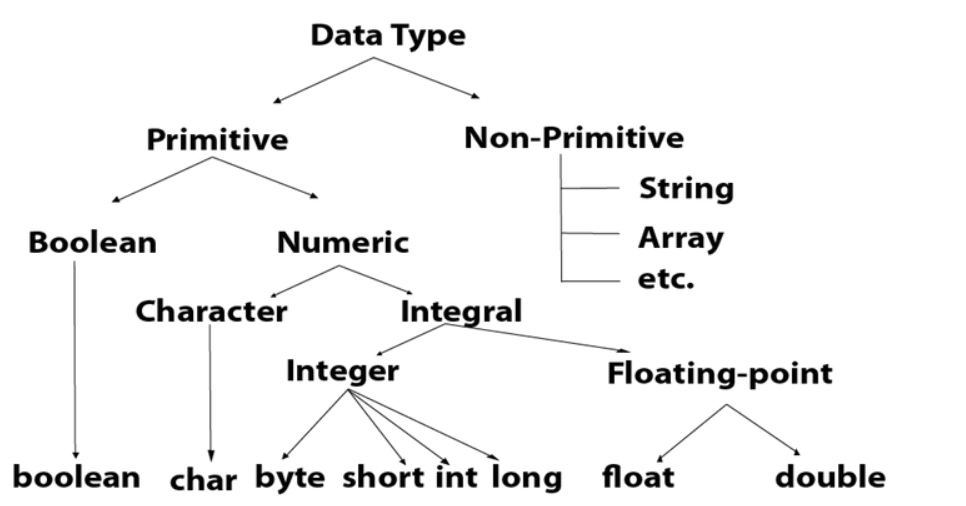 Data Type
Primitive
Non-Primitive
String
Array
etc.
Boolean
Numeric
Character
Integral
Integer
Floating-point
boolean
char
byte
short
int
long
float
double